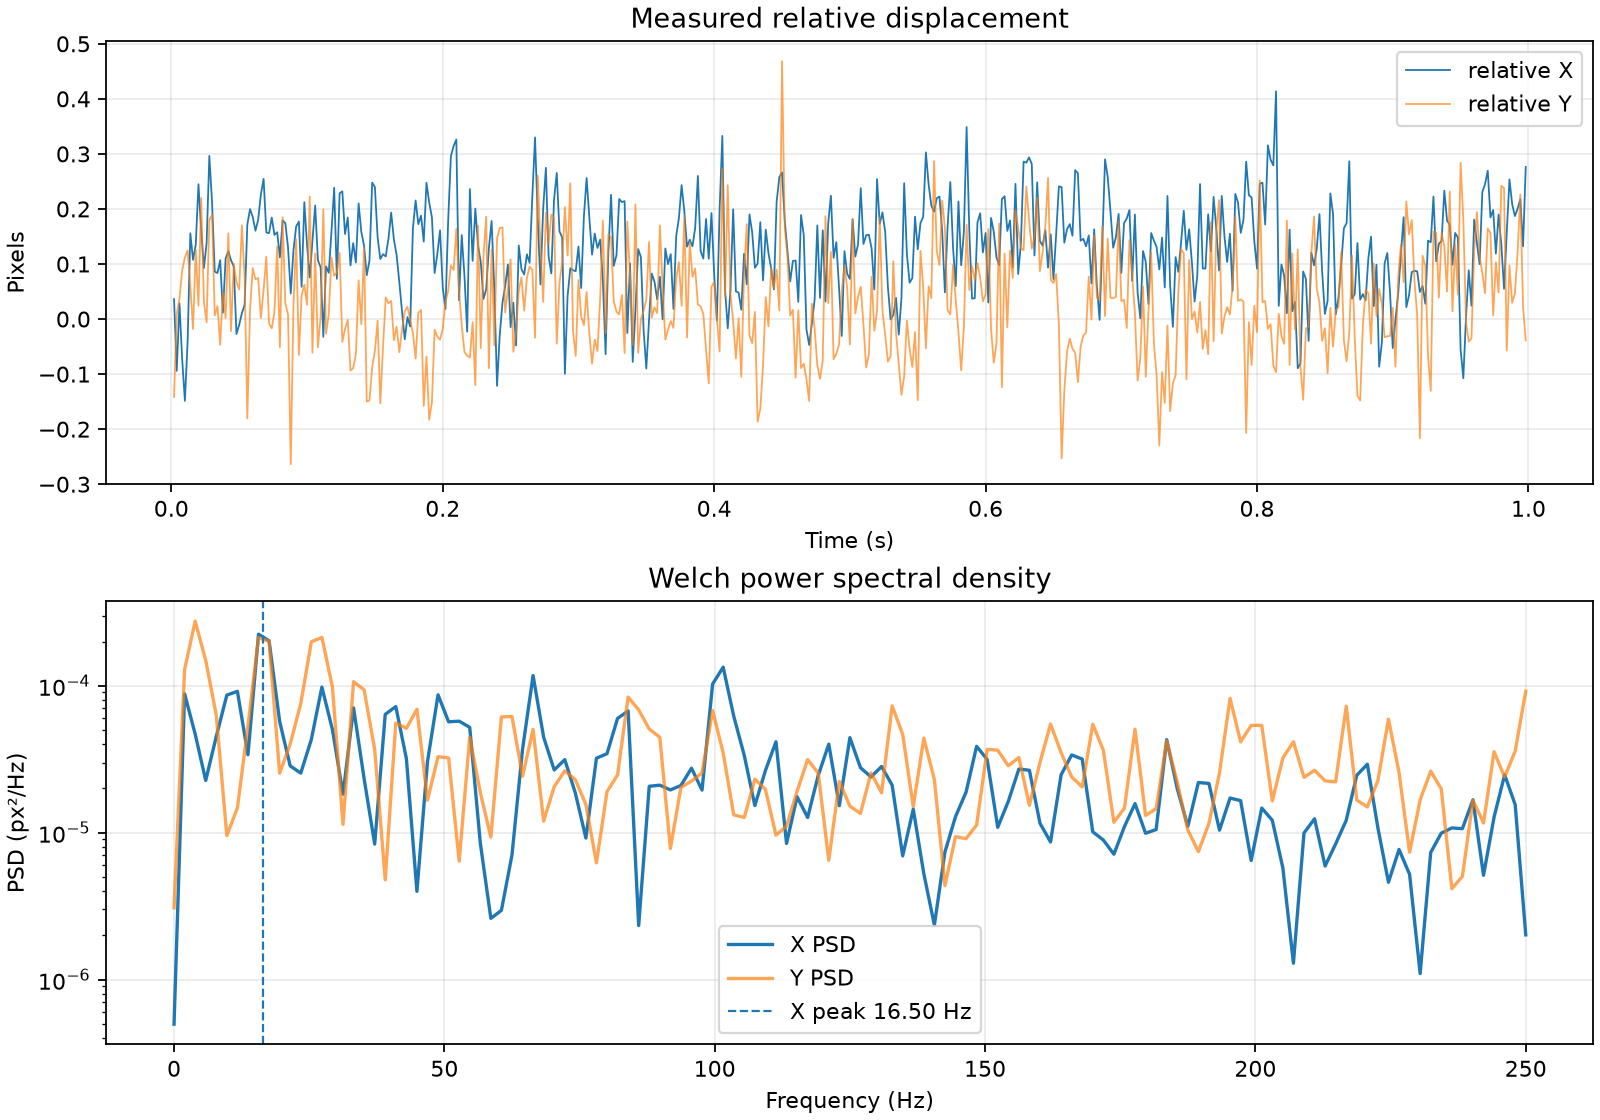 Measured relative displacement
0.5
0.4
0.3
0.2
0.1
0.0
−0.1
−0.2
−0.3
Pixels
relative X
relative Y
0.0 0.2 0.4 0.6 0.8 1.0
Time (s)
Welch power spectral density
10⁻⁴
10⁻⁵
10⁻⁶
PSD (px²/Hz)
X PSD
Y PSD
X peak 16.50 Hz
0 50 100 150 200 250
Frequency (Hz)